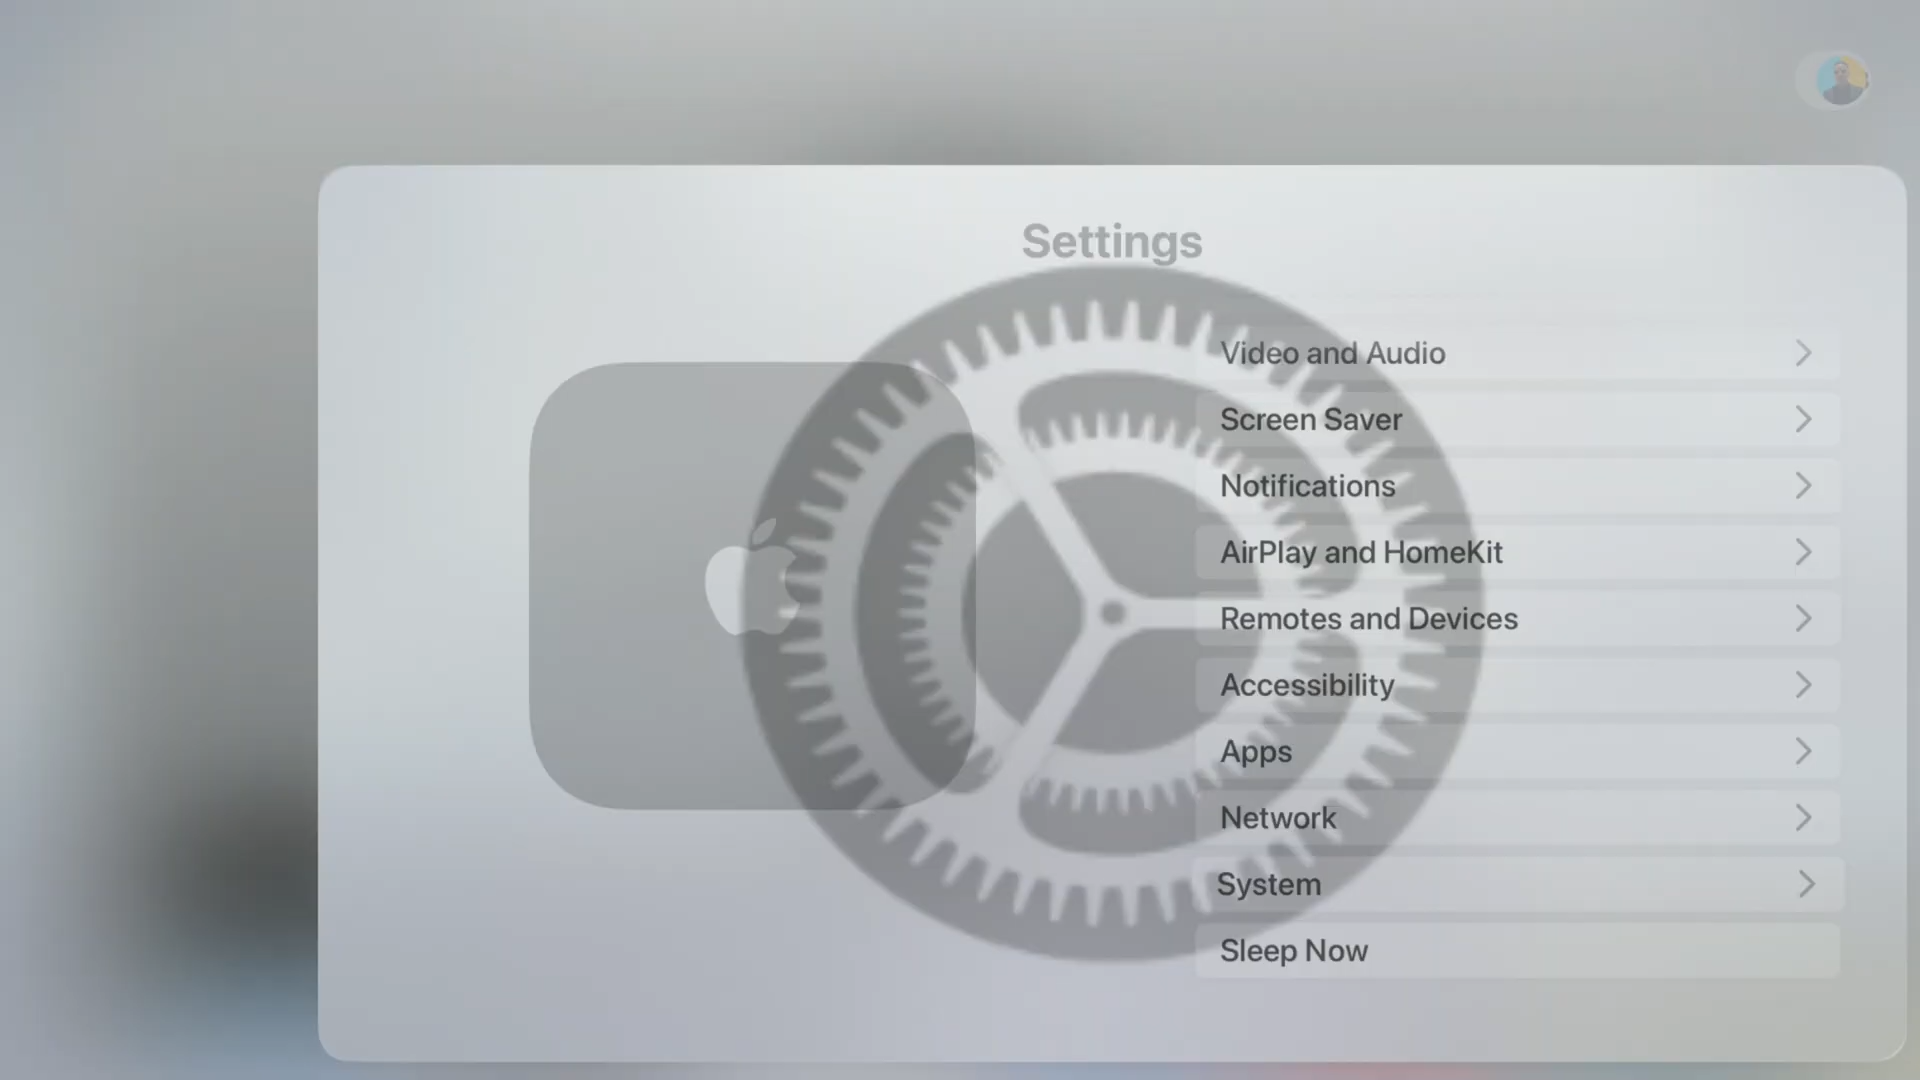 Settings
Video and Audio
Screen Saver
Notifications
AirPlay and HomeKit
Remotes and Devices
Accessibility
Apps
Network
System
Sleep Now